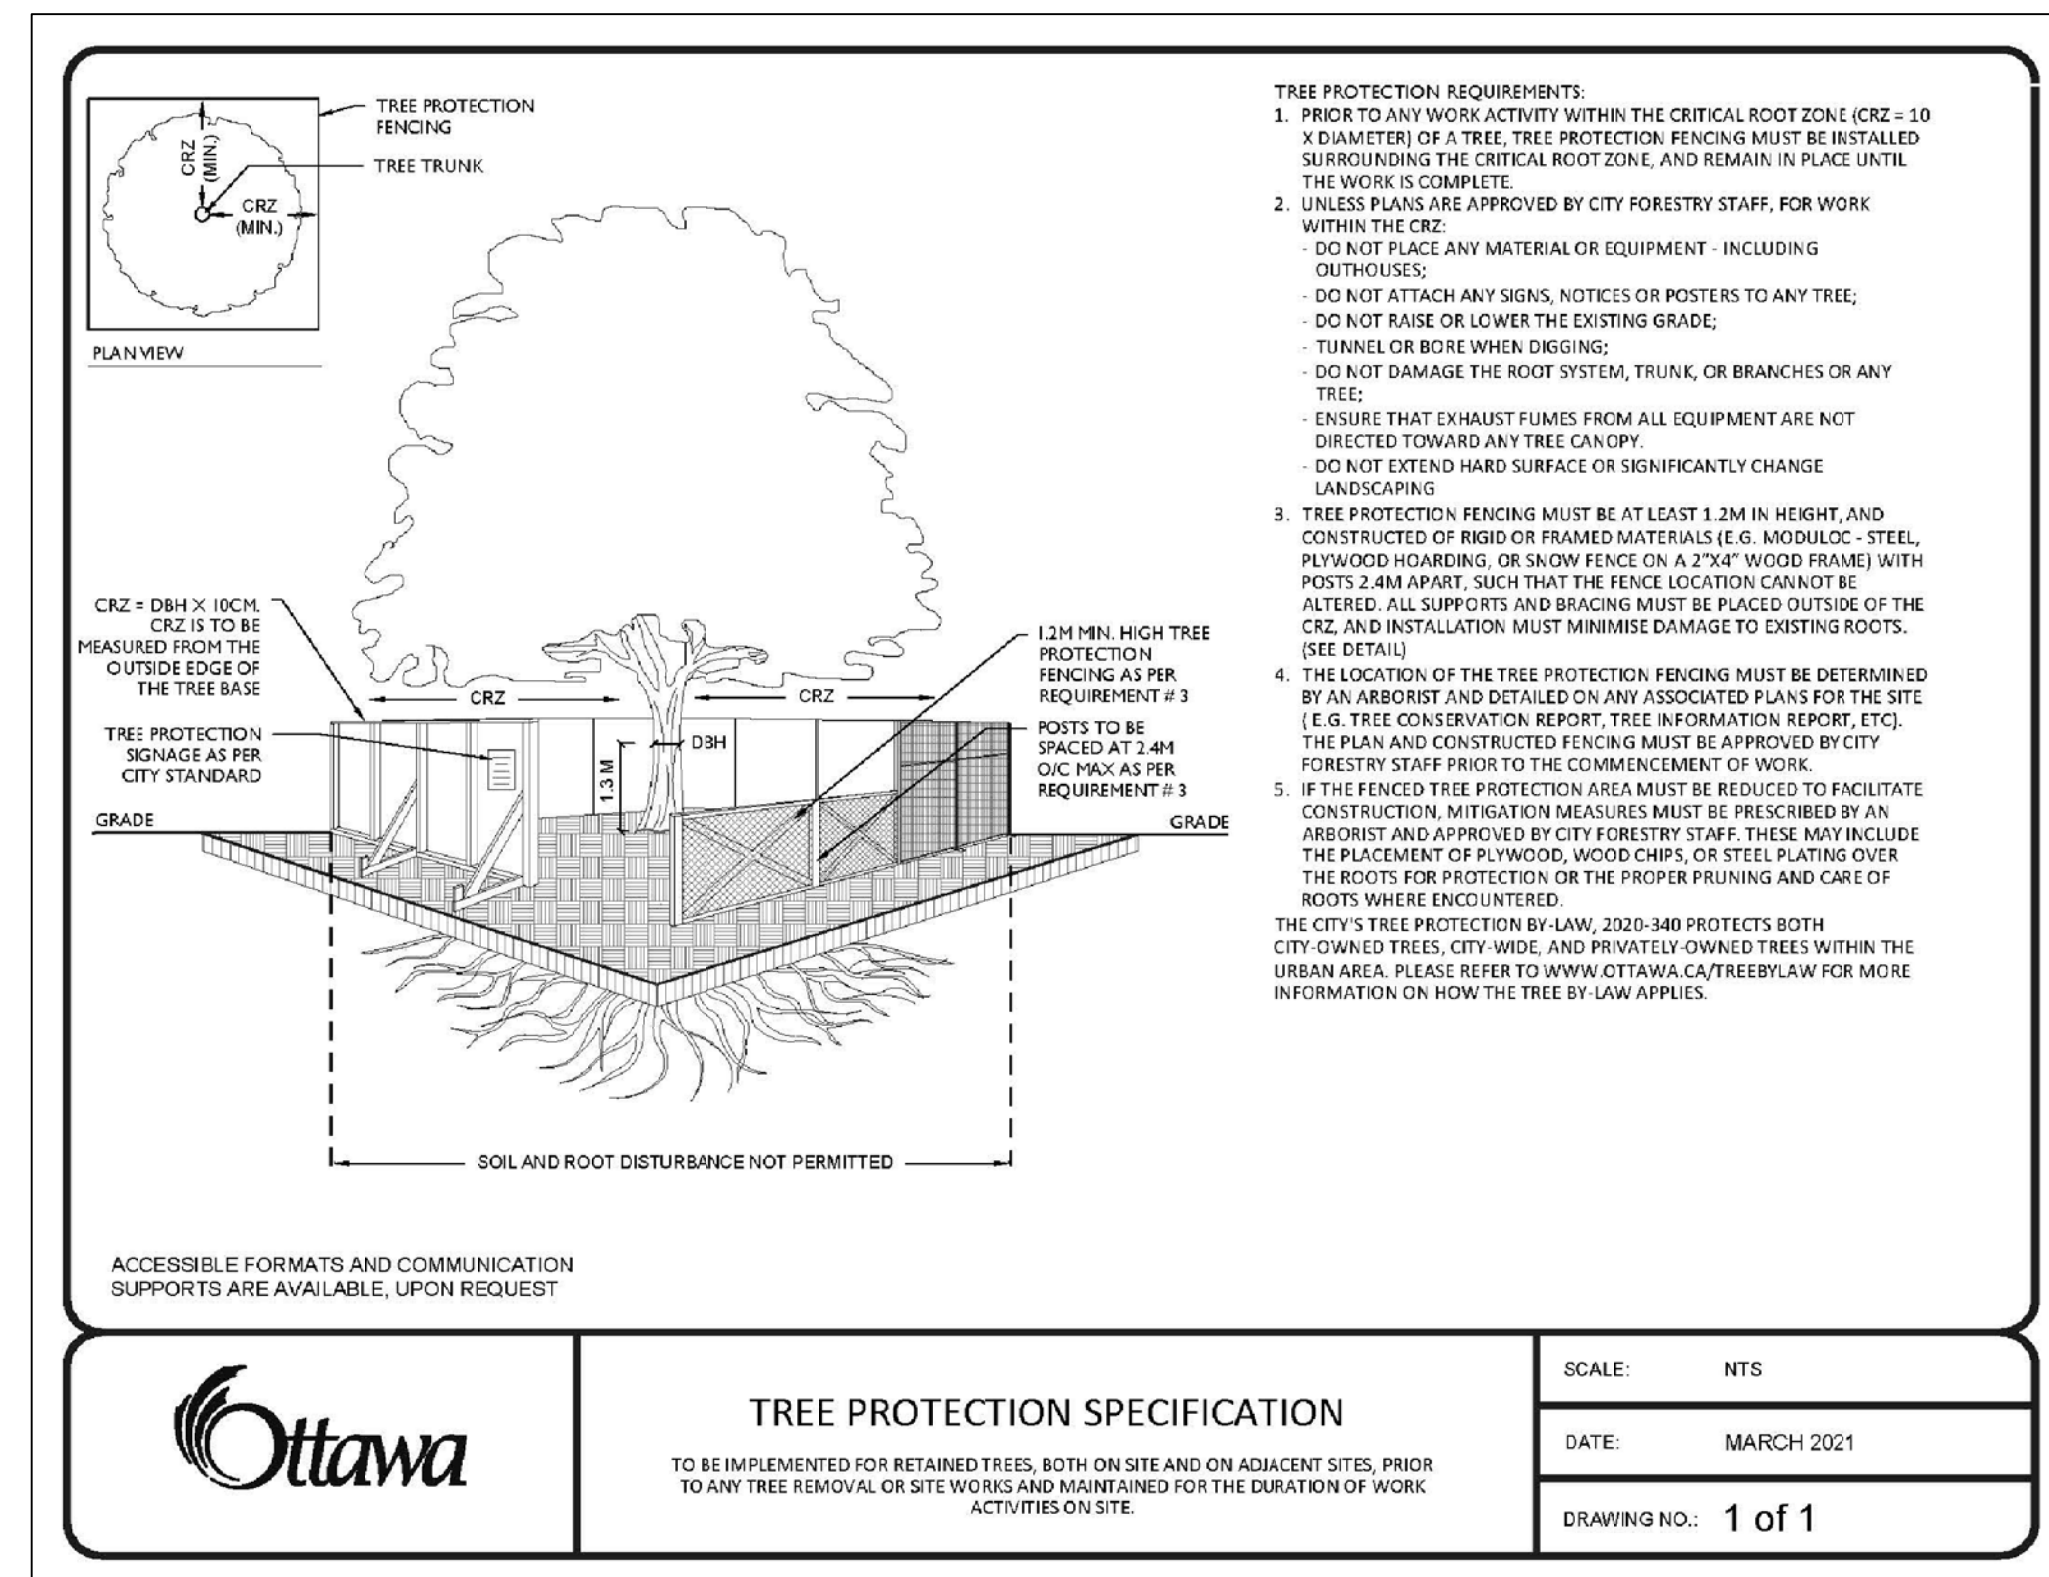 TREE PROTECTION
FENCING
TREE TRUNK
CRZ
(MIN.)
CRZ
(MIN.)
PLAN VIEW
CRZ = DBH X 10CM.
CRZ IS TO BE
MEASURED FROM THE
OUTSIDE EDGE OF
THE TREE BASE
TREE PROTECTION
SIGNAGE AS PER
CITY STANDARD
GRADE
CRZ
CRZ
DBH
1.3 M
1.2M MIN. HIGH TREE
PROTECTION
FENCING AS PER
REQUIREMENT # 3
POSTS TO BE
SPACED AT 2.4M
O/C MAX AS PER
REQUIREMENT # 3
GRADE
SOIL AND ROOT DISTURBANCE NOT PERMITTED
TREE PROTECTION REQUIREMENTS:
1. PRIOR TO ANY WORK ACTIVITY WITHIN THE CRITICAL ROOT ZONE (CRZ = 10
X DIAMETER) OF A TREE, TREE PROTECTION FENCING MUST BE INSTALLED
SURROUNDING THE CRITICAL ROOT ZONE, AND REMAIN IN PLACE UNTIL
THE WORK IS COMPLETE.
2. UNLESS PLANS ARE APPROVED BY CITY FORESTRY STAFF, FOR WORK
WITHIN THE CRZ:
- DO NOT PLACE ANY MATERIAL OR EQUIPMENT - INCLUDING
OUTHOUSES;
- DO NOT ATTACH ANY SIGNS, NOTICES OR POSTERS TO ANY TREE;
- DO NOT RAISE OR LOWER THE EXISTING GRADE;
- TUNNEL OR BORE WHEN DIGGING;
- DO NOT DAMAGE THE ROOT SYSTEM, TRUNK, OR BRANCHES OR ANY
TREE;
- ENSURE THAT EXHAUST FUMES FROM ALL EQUIPMENT ARE NOT
DIRECTED TOWARD ANY TREE CANOPY.
- DO NOT EXTEND HARD SURFACE OR SIGNIFICANTLY CHANGE
LANDSCAPING
3. TREE PROTECTION FENCING MUST BE AT LEAST 1.2M IN HEIGHT, AND
CONSTRUCTED OF RIGID OR FRAMED MATERIALS (E.G. MODULOC - STEEL,
PLYWOOD HOARDING, OR SNOW FENCE ON A 2"X4" WOOD FRAME) WITH
POSTS 2.4M APART, SUCH THAT THE FENCE LOCATION CANNOT BE
ALTERED. ALL SUPPORTS AND BRACING MUST BE PLACED OUTSIDE OF THE
CRZ, AND INSTALLATION MUST MINIMISE DAMAGE TO EXISTING ROOTS.
(SEE DETAIL)
4. THE LOCATION OF THE TREE PROTECTION FENCING MUST BE DETERMINED
BY AN ARBORIST AND DETAILED ON ANY ASSOCIATED PLANS FOR THE SITE
( E.G. TREE CONSERVATION REPORT, TREE INFORMATION REPORT, ETC).
THE PLAN AND CONSTRUCTED FENCING MUST BE APPROVED BY CITY
FORESTRY STAFF PRIOR TO THE COMMENCEMENT OF WORK.
5. IF THE FENCED TREE PROTECTION AREA MUST BE REDUCED TO FACILITATE
CONSTRUCTION, MITIGATION MEASURES MUST BE PRESCRIBED BY AN
ARBORIST AND APPROVED BY CITY FORESTRY STAFF. THESE MAY INCLUDE
THE PLACEMENT OF PLYWOOD, WOOD CHIPS, OR STEEL PLATING OVER
THE ROOTS FOR PROTECTION OR THE PROPER PRUNING AND CARE OF
ROOTS WHERE ENCOUNTERED.
THE CITY'S TREE PROTECTION BY-LAW, 2020-340 PROTECTS BOTH
CITY-OWNED TREES, CITY-WIDE, AND PRIVATELY-OWNED TREES WITHIN THE
URBAN AREA. PLEASE REFER TO WWW.OTTAWA.CA/TREEBYLAW FOR MORE
INFORMATION ON HOW THE TREE BY-LAW APPLIES.
ACCESSIBLE FORMATS AND COMMUNICATION
SUPPORTS ARE AVAILABLE, UPON REQUEST
Ottawa
TREE PROTECTION SPECIFICATION
TO BE IMPLEMENTED FOR RETAINED TREES, BOTH ON SITE AND ON ADJACENT SITES, PRIOR
TO ANY TREE REMOVAL OR SITE WORKS AND MAINTAINED FOR THE DURATION OF WORK
ACTIVITIES ON SITE.
SCALE: NTS
DATE: MARCH 2021
DRAWING NO.: 1 of 1